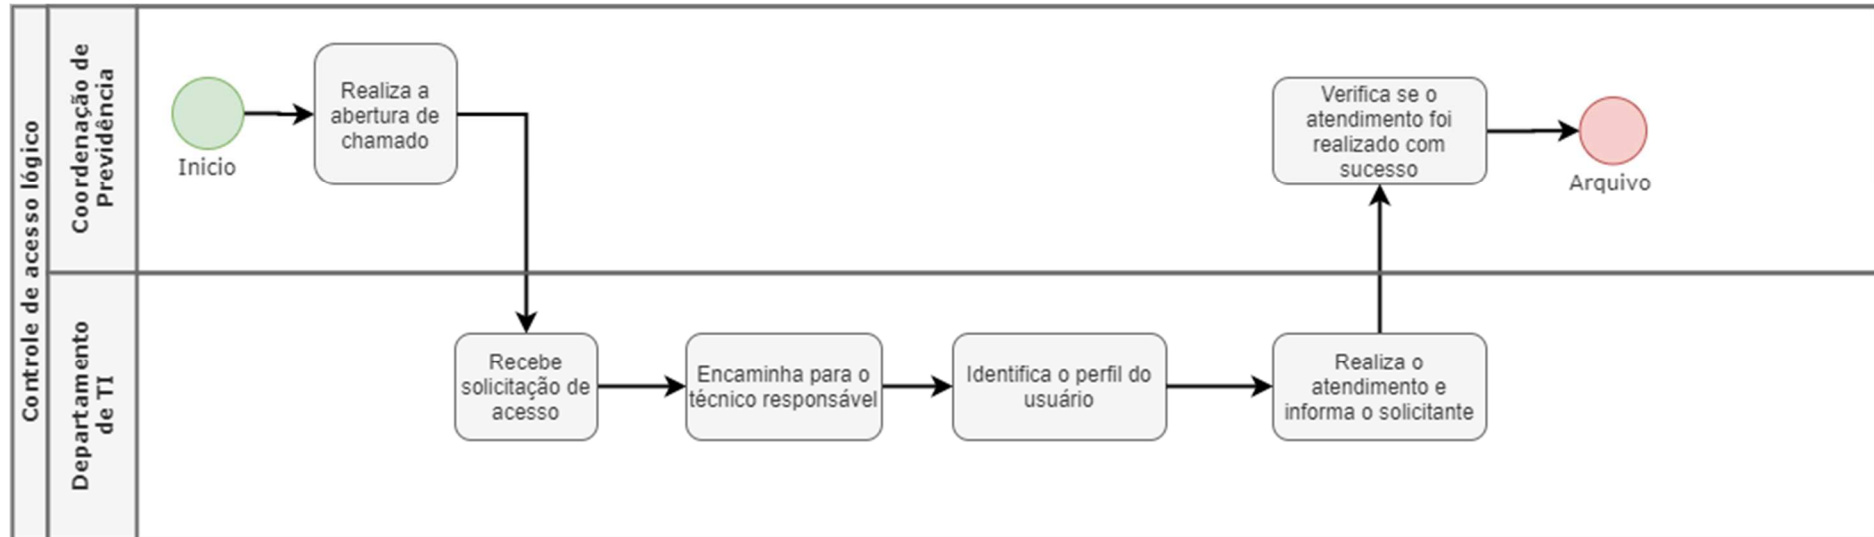 Controle de acesso lógico
Coordenação de
Previdência
Inicio
Realiza a
abertura de
chamado
Verifica se o
atendimento foi
realizado com
sucesso
Arquivo
Departamento
de TI
Recebe
solicitação de
acesso
Encaminha para o
técnico responsável
Identifica o perfil do
usuário
Realiza o
atendimento e
informa o solicitante